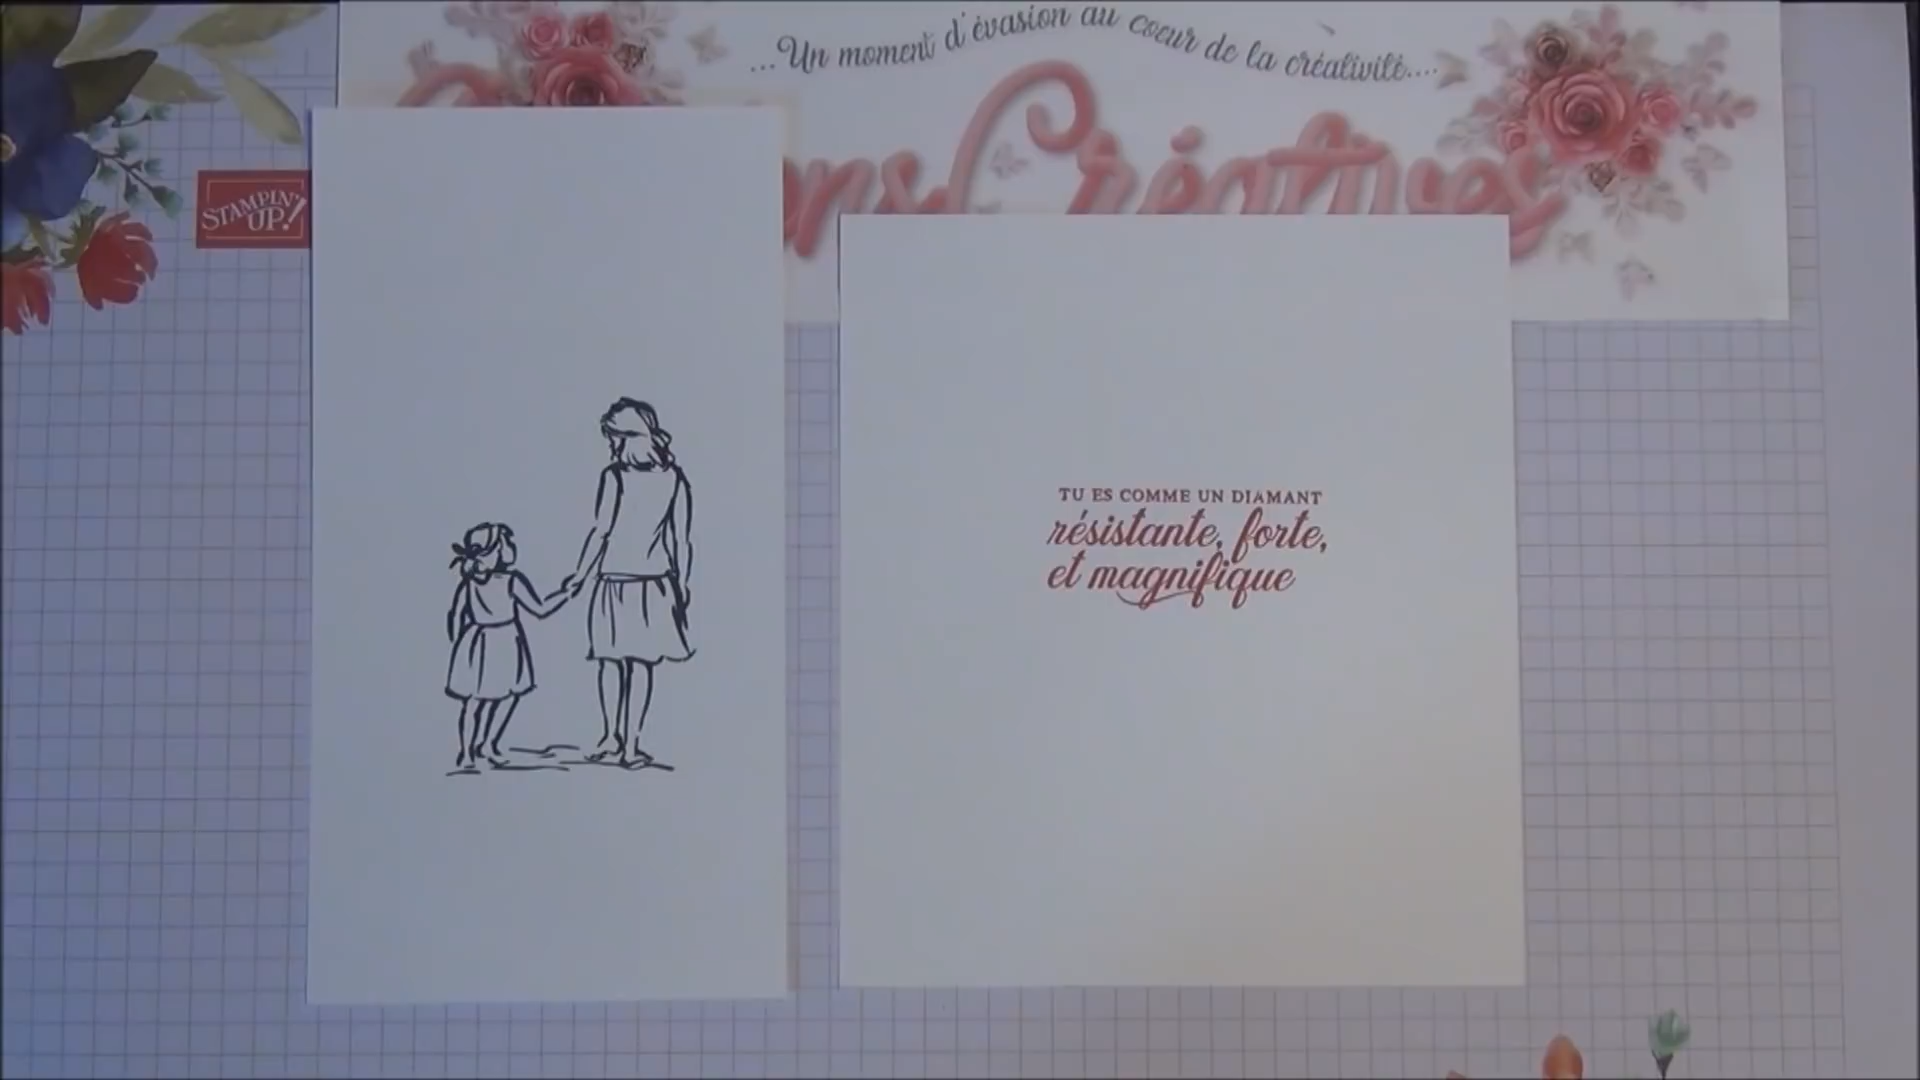 ...Un moment d'évasion au coeur de la créativité....
Créatives
STAMPIN'
UP!
TU ES COMME UN DIAMANT
résistante, forte,
et magnifique